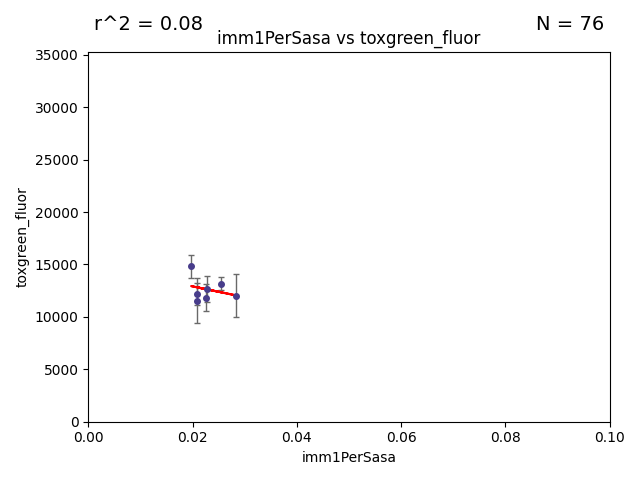 r^2 = 0.08
N = 76
imm1PerSasa vs toxgreen_fluor
35000
30000
25000
20000
15000
10000
5000
0
toxgreen_fluor
0.00 0.02 0.04 0.06 0.08 0.10
imm1PerSasa